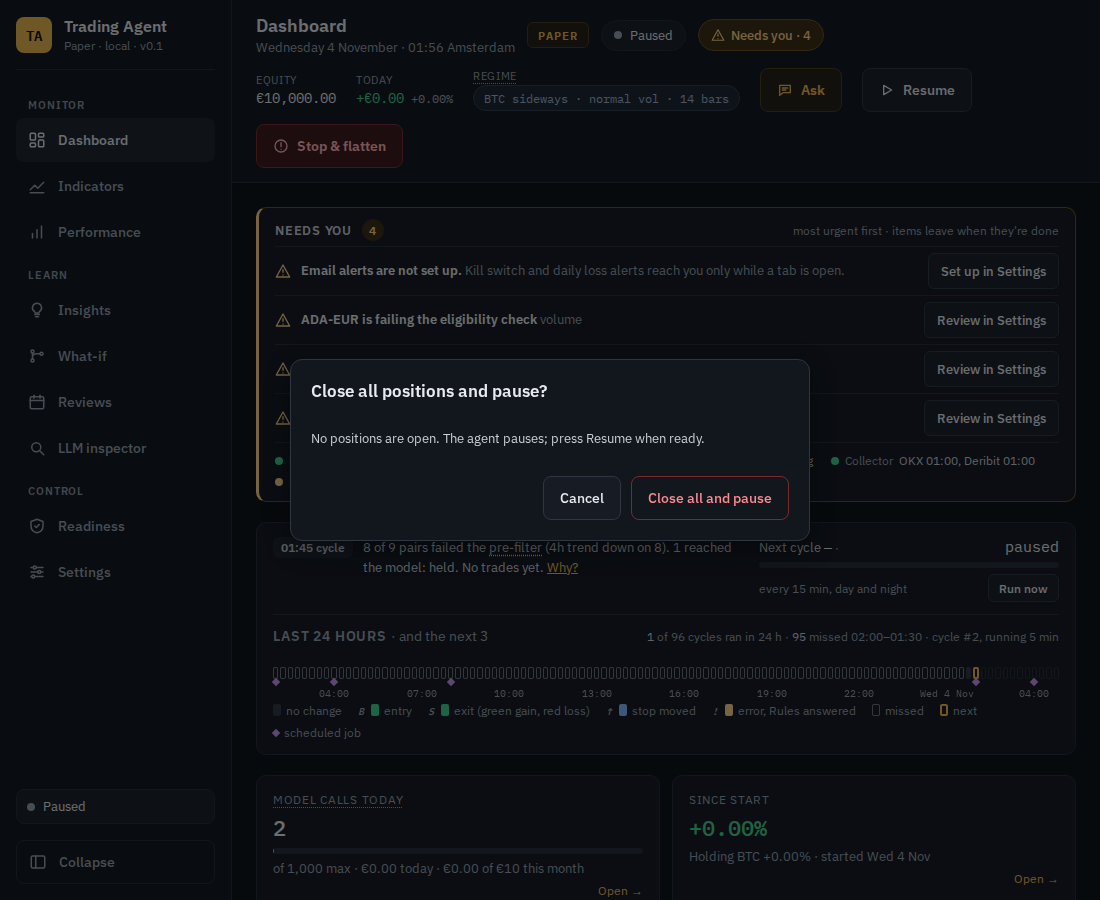 TA
Trading Agent
Paper · local · v0.1
MONITOR
Dashboard
Indicators
Performance
LEARN
Insights
What-if
Reviews
LLM inspector
CONTROL
Readiness
Settings
Paused
Collapse
Dashboard
Wednesday 4 November · 01:56 Amsterdam
PAPER
Paused
Needs you · 4
EQUITY
€10,000.00
TODAY
+€0.00 +0.00%
REGIME
BTC sideways · normal vol · 14 bars
Ask
Resume
Stop & flatten
NEEDS YOU 4
most urgent first · items leave when they're done
Email alerts are not set up. Kill switch and daily loss alerts reach you only while a tab is open.
Set up in Settings
ADA-EUR is failing the eligibility check volume
Review in Settings
Review in Settings
Review in Settings
Collector OKX 01:00, Deribit 01:00
Close all positions and pause?
No positions are open. The agent pauses; press Resume when ready.
Cancel
Close all and pause
01:45 cycle
8 of 9 pairs failed the pre-filter (4h trend down on 8). 1 reached
the model: held. No trades yet. Why?
Next cycle – ·
paused
every 15 min, day and night
Run now
LAST 24 HOURS · and the next 3
1 of 96 cycles ran in 24 h · 95 missed 02:00–01:30 · cycle #2, running 5 min
04:00 07:00 10:00 13:00 16:00 19:00 22:00 Wed 4 Nov 04:00
no change B entry S exit (green gain, red loss) ↑ stop moved ! error, Rules answered missed next
scheduled job
MODEL CALLS TODAY
2
of 1,000 max · €0.00 today · €0.00 of €10 this month
Open →
SINCE START
+0.00%
Holding BTC +0.00% · started Wed 4 Nov
Open →